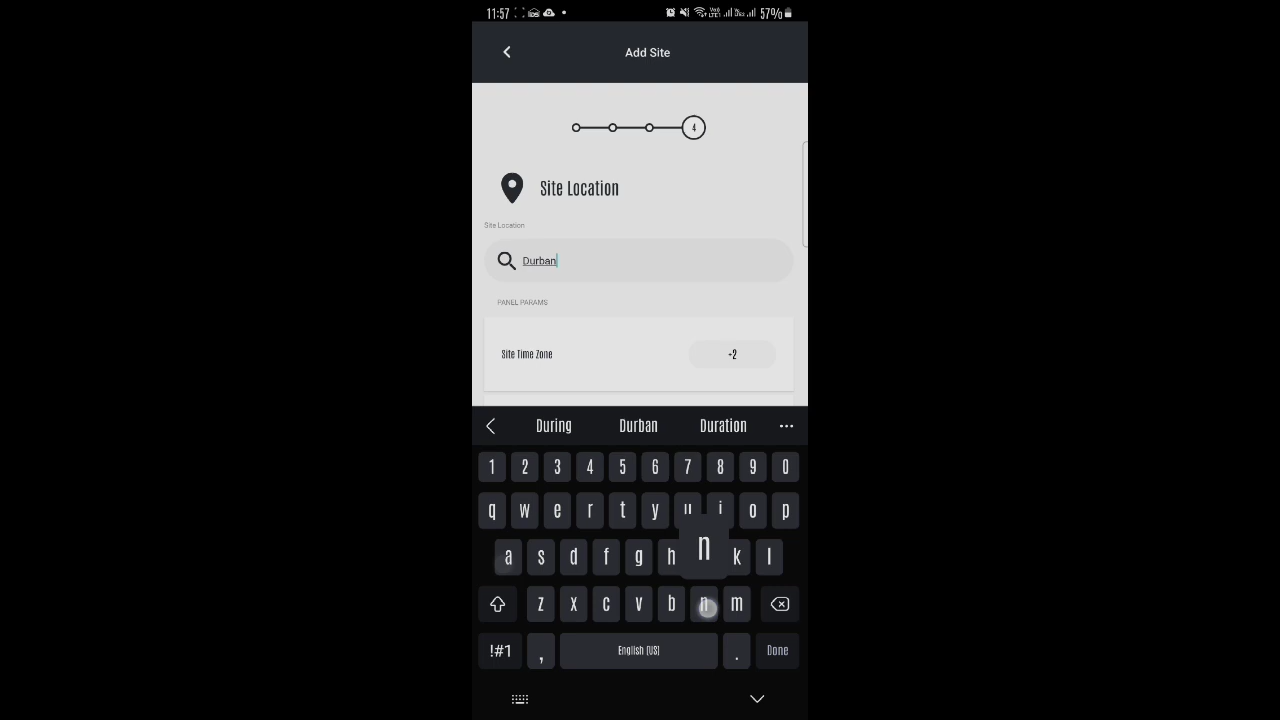 11:57 57%
Add Site
4
Site Location
Site Location
Durban
PANEL PARAMS
Site Time Zone +2
During Durban Duration
1 2 3 4 5 6 7 8 9 0
q w e r t y u i o p
a s d f g h n k l
z x c v b n m
!#1 , English (US) . Done